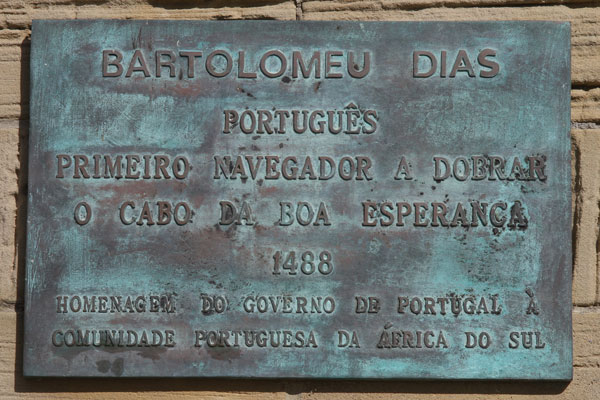 BARTOLOMEU DIAS
PORTUGUÊS
PRIMEIRO NAVEGADOR A DOBRAR
O CABO DA BOA ESPERANÇA
1488
HOMENAGEM DO GOVERNO DE PORTUGAL À
COMUNIDADE PORTUGUESA DA ÁFRICA DO SUL